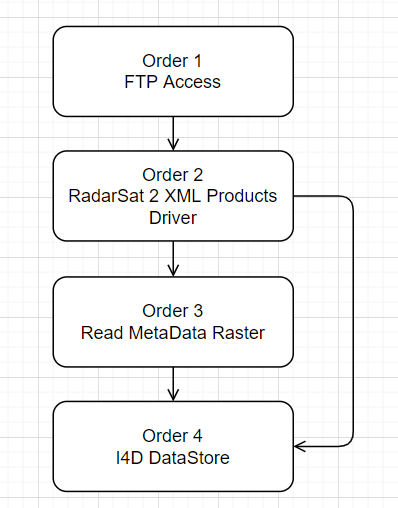 Order 1
FTP Access
Order 2
RadarSat 2 XML Products
Driver
Order 3
Read MetaData Raster
Order 4
I4D DataStore